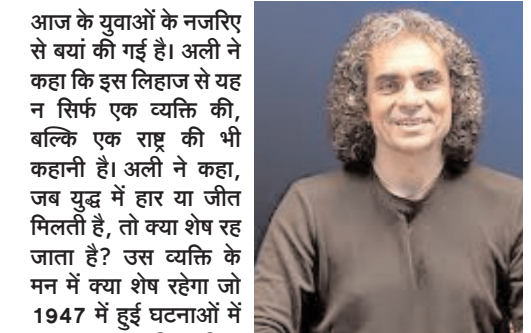 आज के युवाओं के नजरिए
से बयां की गई है। अली ने
कहा कि इस लिहाज से यह
न सिर्फ एक व्यक्ति की,
बल्कि एक राष्ट्र की भी
कहानी है। अली ने कहा,
जब युद्ध में हार या जीत
मिलती है, तो क्या शेष रह
जाता है? उस व्यक्ति के
मन में क्या शेष रहेगा जो
1947 में हुई घटनाओं में